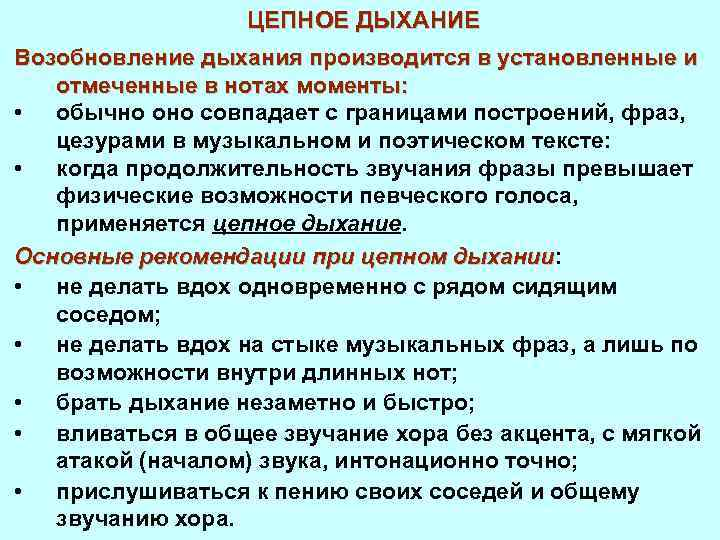 ЦЕПНОЕ ДЫХАНИЕ
Возобновление дыхания производится в установленные и
отмеченные в нотах моменты:
• обычно оно совпадает с границами построений, фраз,
цезурами в музыкальном и поэтическом тексте:
• когда продолжительность звучания фразы превышает
физические возможности певческого голоса,
применяется цепное дыхание.
Основные рекомендации при цепном дыхании:
• не делать вдох одновременно с рядом сидящим
соседом;
• не делать вдох на стыке музыкальных фраз, а лишь по
возможности внутри длинных нот;
• брать дыхание незаметно и быстро;
• вливаться в общее звучание хора без акцента, с мягкой
атакой (началом) звука, интонационно точно;
• прислушиваться к пению своих соседей и общему
звучанию хора.